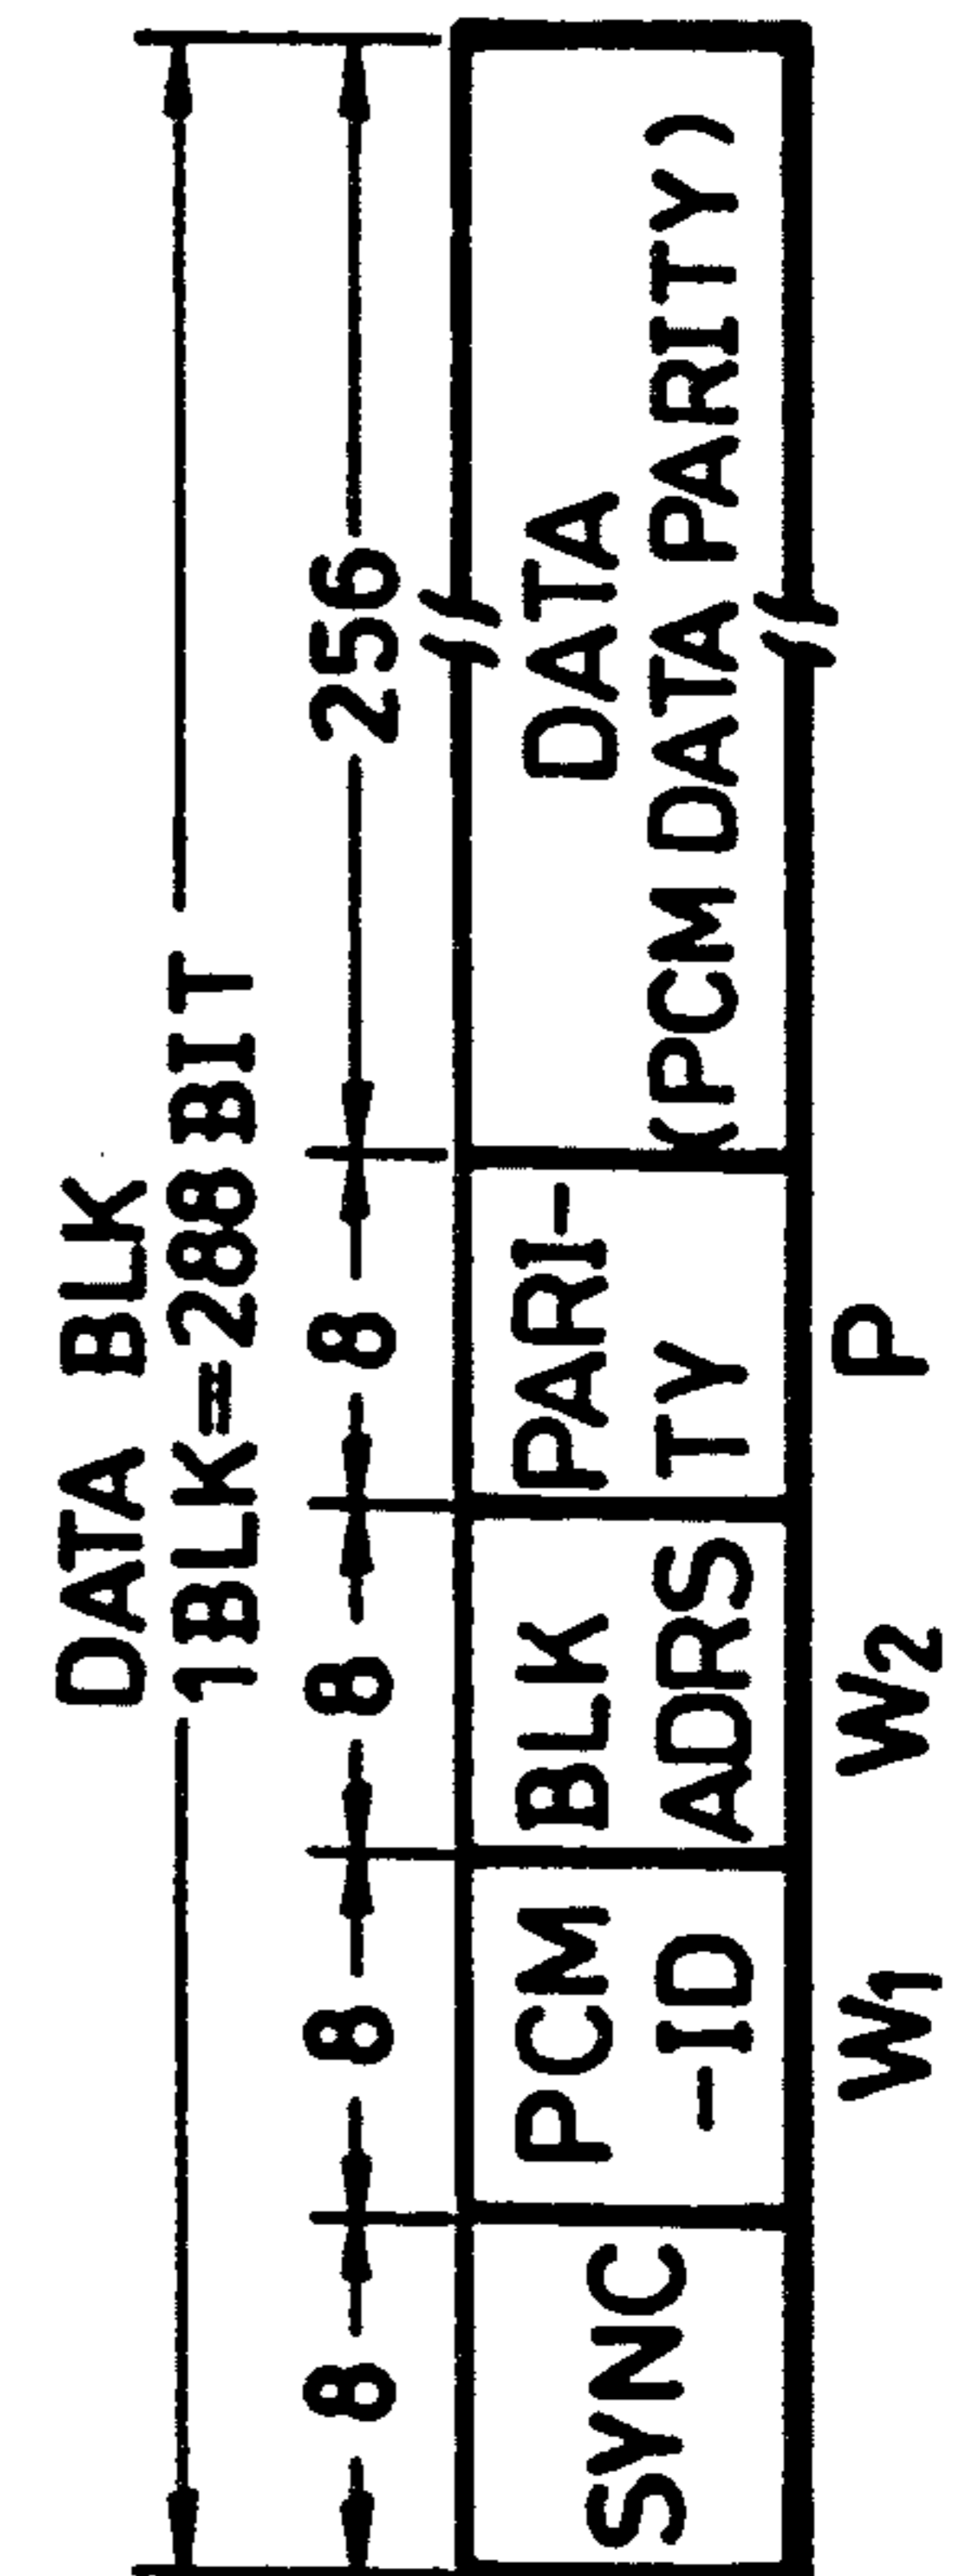 DATA BLK
1BLK=288 BIT
8 8 8 8 256
SYNC
PCM
-ID
BLK
ADRS
PARI-
TY
DATA
(PCM DATA PARITY)
W1 W2 P